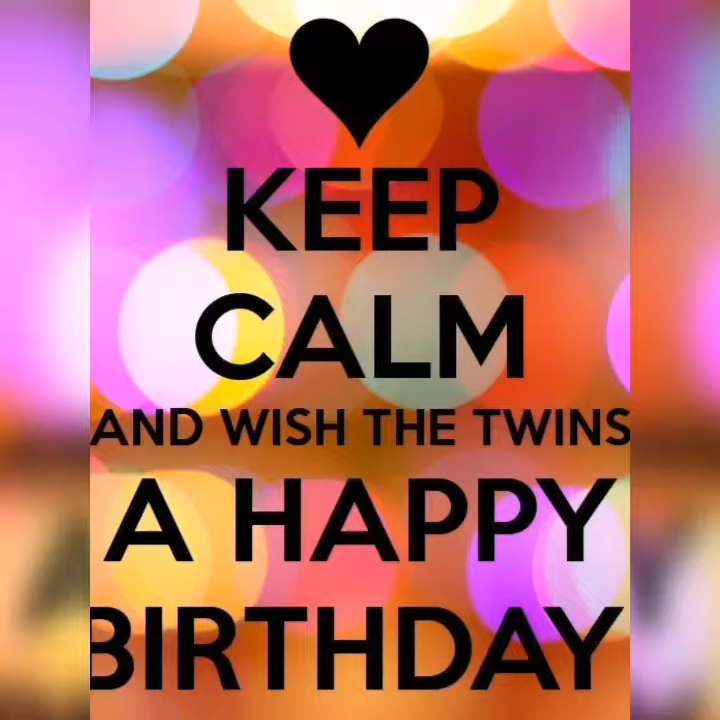 KEEP
CALM
AND WISH THE TWINS
A HAPPY
BIRTHDAY